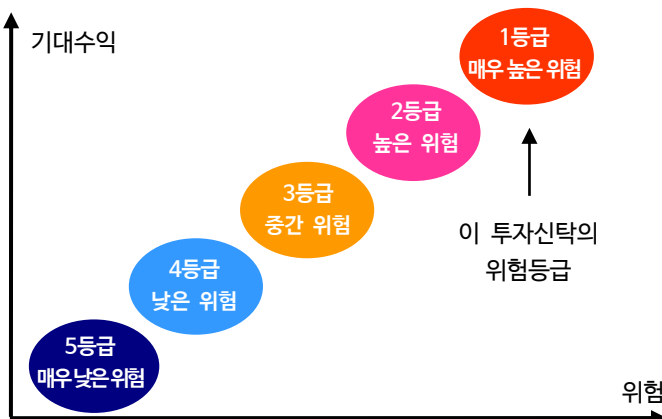 기대수익
1등급
매우 높은 위험
2등급
높은 위험
3등급
중간 위험
이 투자신탁의
위험등급
4등급
낮은 위험
5등급
매우낮은위험
위험